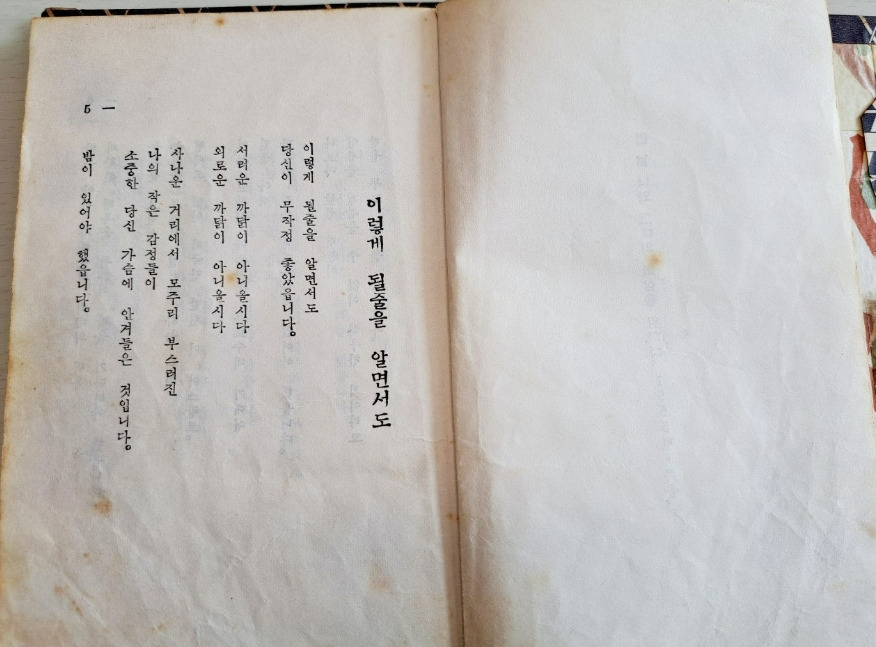 이렇게 될줄을 알면서도
이렇게 될줄을 알면서도
당신이 무작정 좋았읍니다。
서러운 까닭이 아니올시다
외로운 까닭이 아니올시다
사나운 거리에서 모주리 부스러진
나의 작은 감정들이
소중한 당신 가슴에 안겨들은 것입니다。
밤이 있어야 했읍니다。
5 —